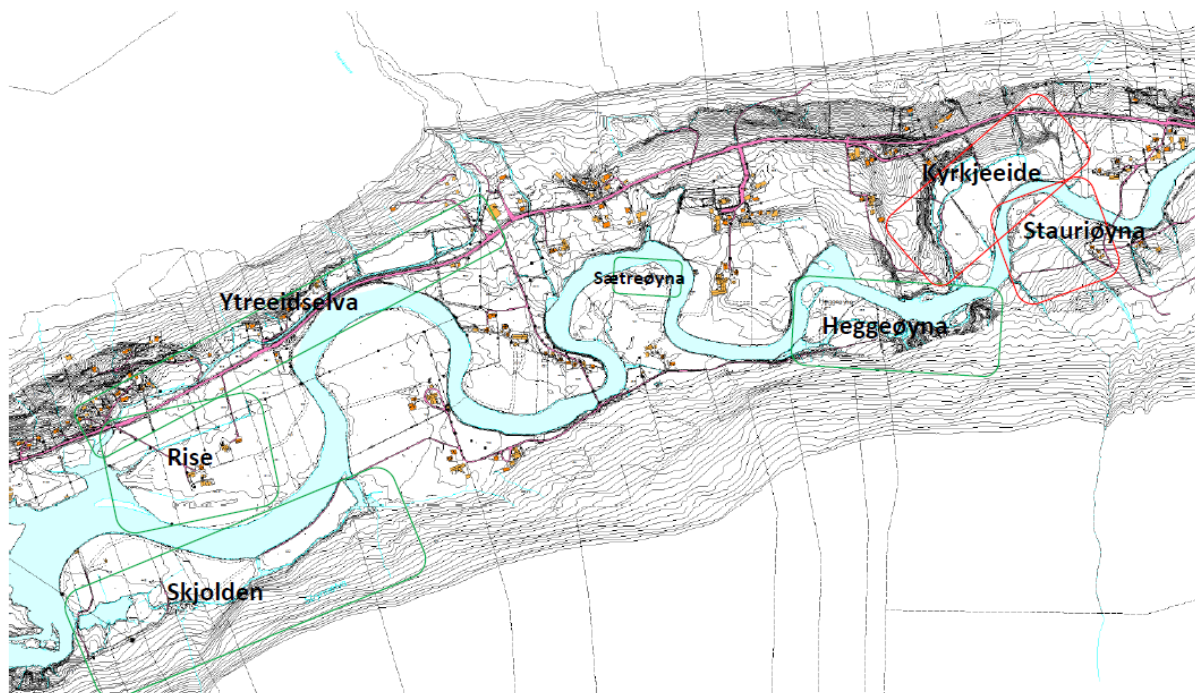 Kyrkjeeide
Stauriøyna
Sætreøyna
Ytreeidselva
Heggeøyna
Rise
Skjolden